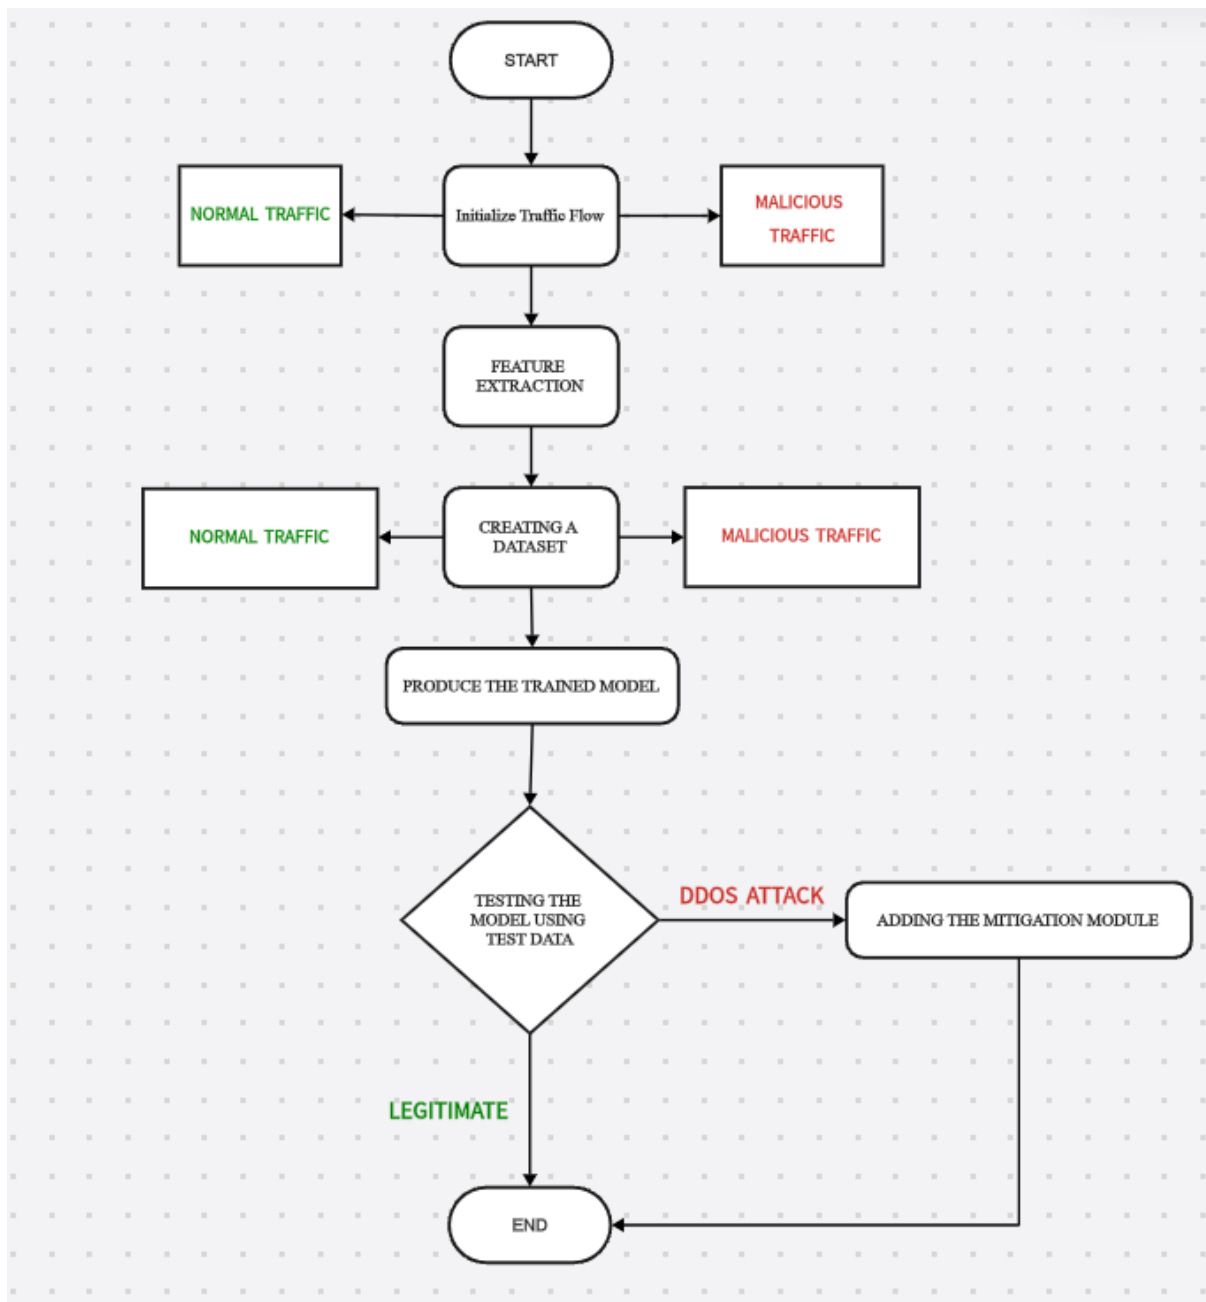 START
NORMAL TRAFFIC
Initialize Traffic Flow
MALICIOUS
TRAFFIC
FEATURE
EXTRACTION
NORMAL TRAFFIC
CREATING A
DATASET
MALICIOUS TRAFFIC
PRODUCE THE TRAINED MODEL
TESTING THE
MODEL USING
TEST DATA
DDOS ATTACK
ADDING THE MITIGATION MODULE
LEGITIMATE
END